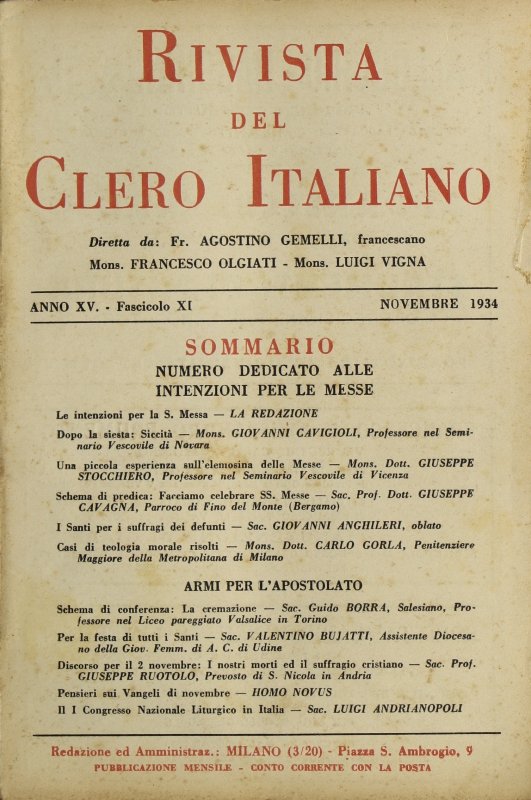 RIVISTA
DEL
CLERO ITALIANO
Diretta da: Fr. AGOSTINO GEMELLI, francescano
Mons. FRANCESCO OLGIATI - Mons. LUIGI VIGNA
ANNO XV. - Fascicolo XI NOVEMBRE 1934
SOMMARIO
NUMERO DEDICATO ALLE
INTENZIONI PER LE MESSE
Le intenzioni per la S. Messa — LA REDAZIONE
Dopo la siesta: Siccità — Mons. GIOVANNI CAVIGIOLI, Professore nel Semi-
nario Vescovile di Novara
Una piccola esperienza sull'elemosina delle Messe — Mons. Dott. GIUSEPPE
STOCCHIERO, Professore nel Seminario Vescovile di Vicenza
Schema di predica: Facciamo celebrare SS. Messe — Sac. Prof. Dott. GIUSEPPE
CAVAGNA, Parroco di Fino del Monte (Bergamo)
I Santi per i suffragi dei defunti — Sac. GIOVANNI ANGHILERI, oblato
Casi di teologia morale risolti — Mons. Dott. CARLO GORLA, Penitenziere
Maggiore della Metropolitana di Milano
ARMI PER L'APOSTOLATO
Schema di conferenza: La cremazione — Sac. Guido BORRA, Salesiano, Pro-
fessore nel Liceo pareggiato Valsalice in Torino
Per la festa di tutti i Santi — Sac. VALENTINO BUJATTI, Assistente Diocesa-
no della Giov. Femm. di A. C. di Udine
Discorso per il 2 novembre: I nostri morti ed il suffragio cristiano — Sac. Prof.
GIUSEPPE RUOTOLO, Prevosto di S. Nicola in Andria
Pensieri sui Vangeli di novembre — HOMO NOVUS
Il I Congresso Nazionale Liturgico in Italia — Sac. LUIGI ANDRIANOPOLI
Redazione ed Amministraz.: MILANO (3/20) - Piazza S. Ambrogio, 9
PUBBLICAZIONE MENSILE - CONTO CORRENTE CON LA POSTA